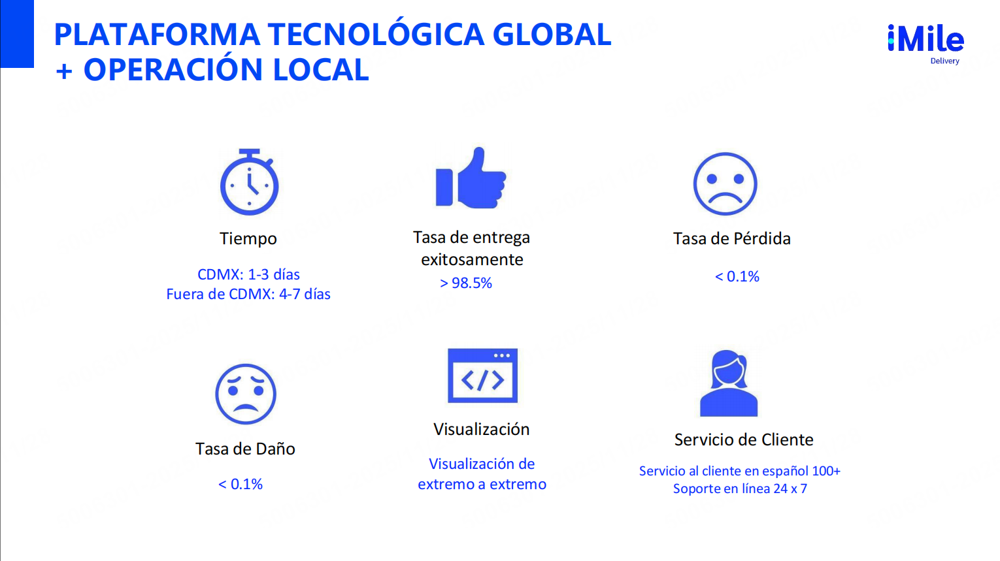 PLATAFORMA TECNOLÓGICA GLOBAL
+ OPERACIÓN LOCAL
iMile
Delivery
Tiempo
CDMX: 1-3 días
Fuera de CDMX: 4-7 días
Tasa de entrega
exitosamente
> 98.5%
Tasa de Pérdida
< 0.1%
Tasa de Daño
< 0.1%
Visualización
Visualización de
extremo a extremo
Servicio de Cliente
Servicio al cliente en español 100+
Soporte en línea 24 x 7